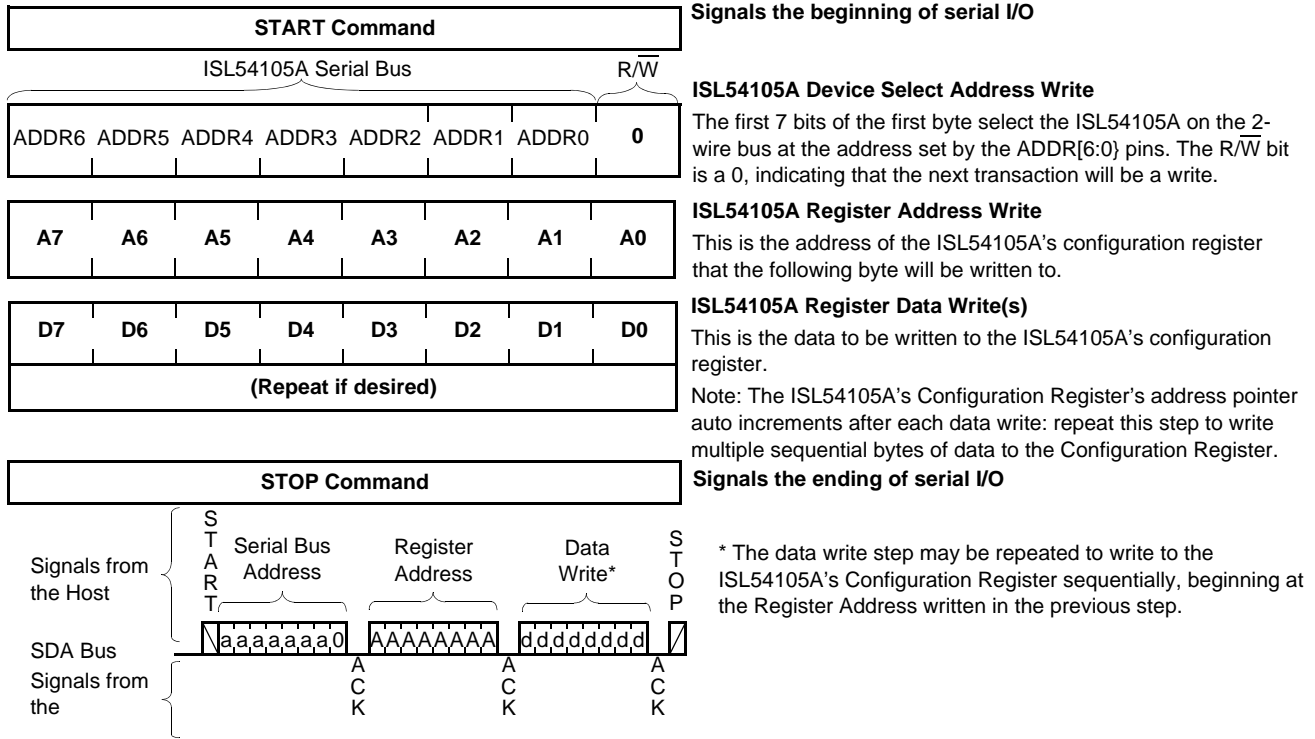 START Command
Signals the beginning of serial I/O
ISL54105A Serial Bus
R/W
ADDR6 ADDR5 ADDR4 ADDR3 ADDR2 ADDR1 ADDR0 0
ISL54105A Device Select Address Write
The first 7 bits of the first byte select the ISL54105A on the 2-
wire bus at the address set by the ADDR[6:0} pins. The R/W bit
is a 0, indicating that the next transaction will be a write.
A7 A6 A5 A4 A3 A2 A1 A0
ISL54105A Register Address Write
This is the address of the ISL54105A's configuration register
that the following byte will be written to.
D7 D6 D5 D4 D3 D2 D1 D0
(Repeat if desired)
ISL54105A Register Data Write(s)
This is the data to be written to the ISL54105A's configuration
register.
Note: The ISL54105A's Configuration Register's address pointer
auto increments after each data write: repeat this step to write
multiple sequential bytes of data to the Configuration Register.
STOP Command
Signals the ending of serial I/O
Signals from
the Host
START
Serial Bus
Address
Register
Address
Data
Write*
STOP
* The data write step may be repeated to write to the
ISL54105A's Configuration Register sequentially, beginning at
the Register Address written in the previous step.
SDA Bus
a a a a a a a 0 A A A A A A A A d d d d d d d d
Signals from
the
ACK
ACK
ACK